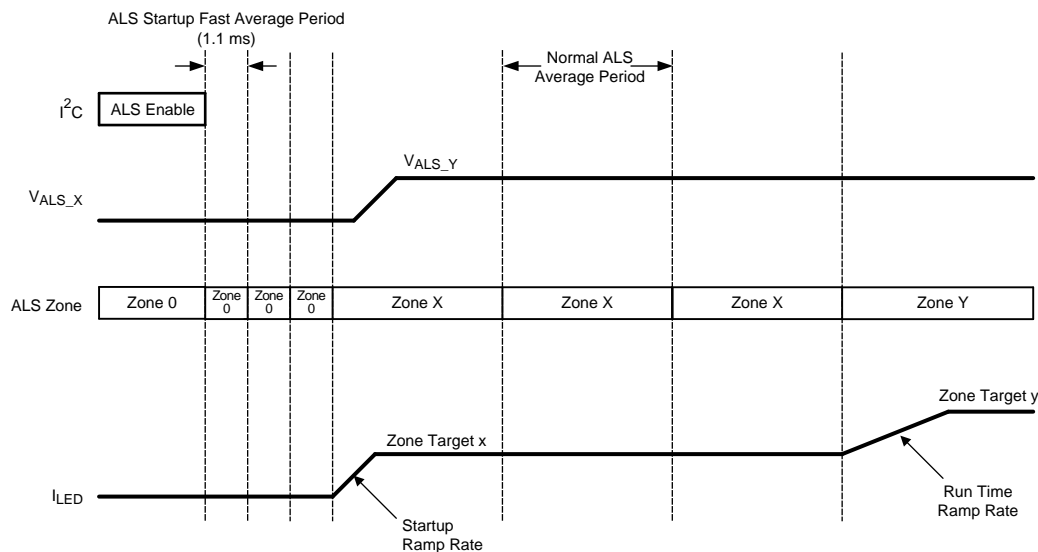 ALS Startup Fast Average Period
(1.1 ms)
Normal ALS
Average Period
I²C
ALS Enable
VALS_Y
VALS_X
ALS Zone
Zone 0
Zone
0
Zone
0
Zone
0
Zone X
Zone X
Zone X
Zone Y
Zone Target y
Zone Target x
ILED
Startup
Ramp Rate
Run Time
Ramp Rate